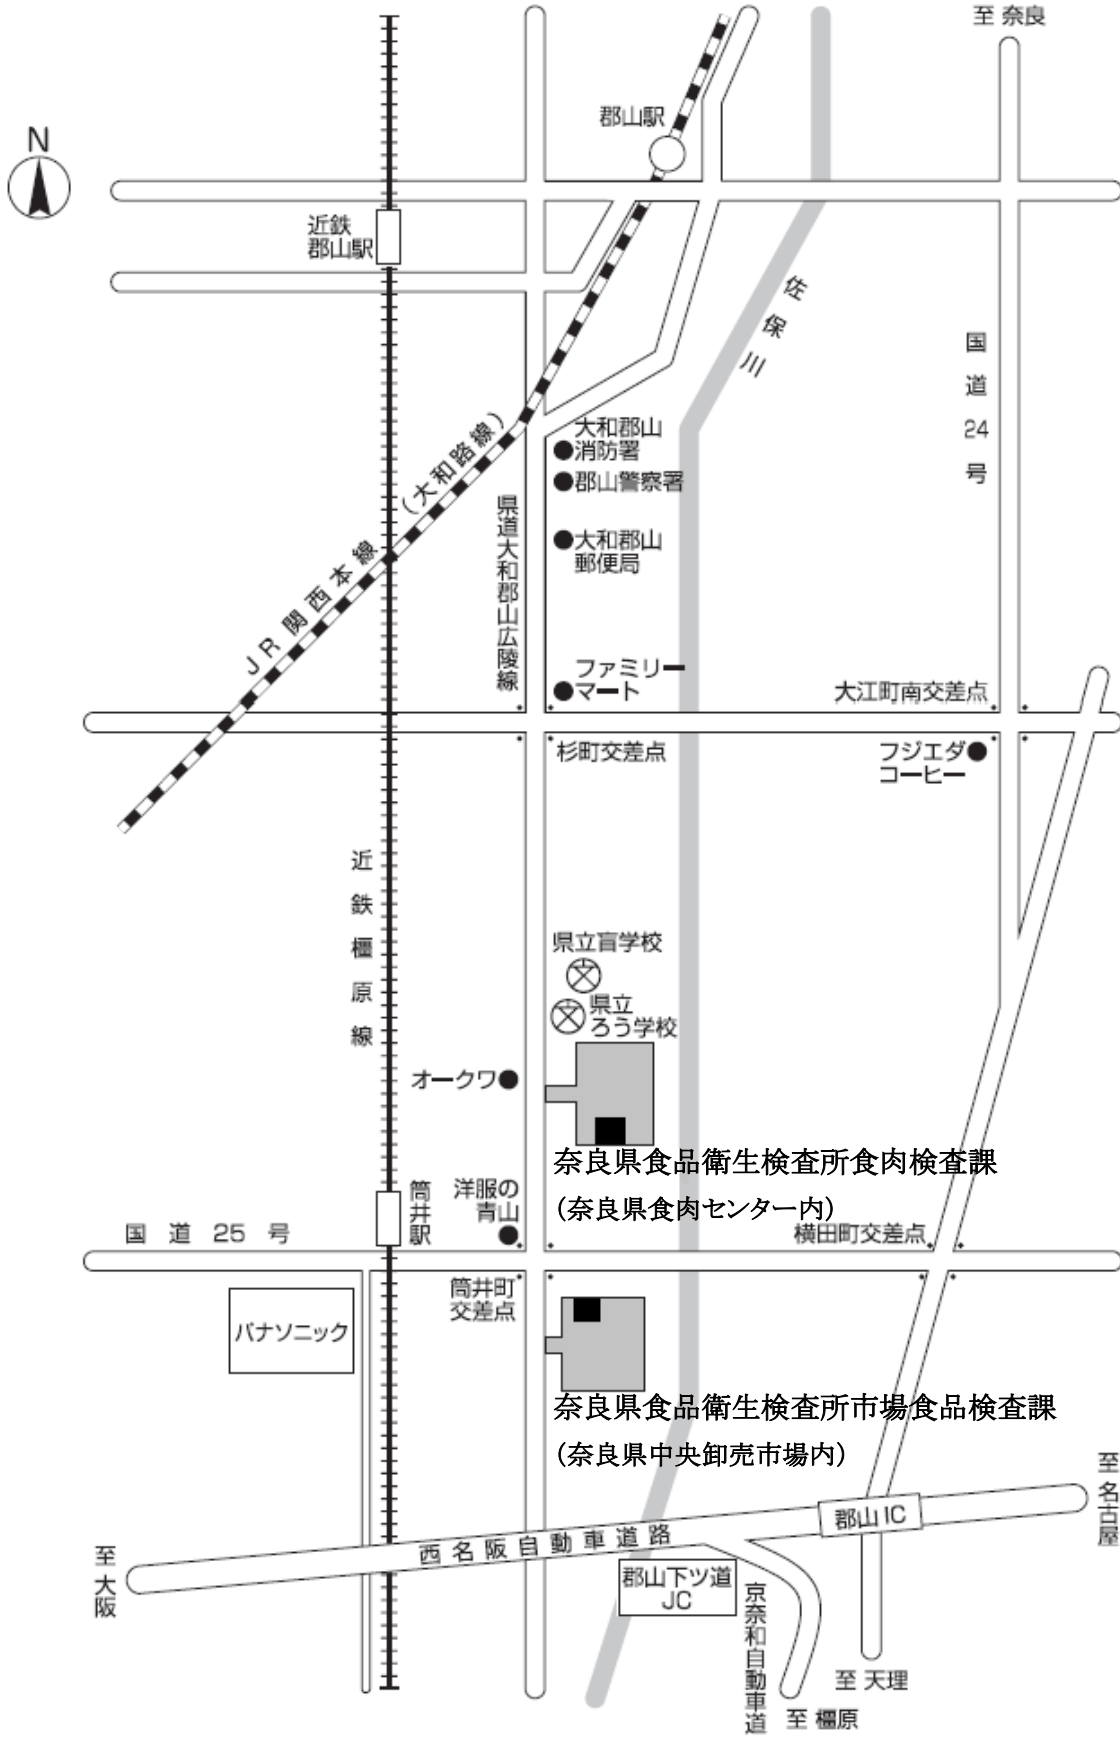 至 奈良
郡山駅
N
近鉄
郡山駅
佐保川
国道24号
大和郡山
消防署
郡山警察署
大和郡山
郵便局
JR関西本線（大和路線）
県道大和郡山広陵線
ファミリー
マート
大江町南交差点
杉町交差点
フジエダ
コーヒー
近鉄橿原線
県立盲学校
県立
ろう学校
オークワ
奈良県食品衛生検査所食肉検査課
（奈良県食肉センター内）
筒井駅
洋服の
青山
国道25号
横田町交差点
筒井町
交差点
パナソニック
奈良県食品衛生検査所市場食品検査課
（奈良県中央卸売市場内）
至 名古屋
郡山IC
西名阪自動車道路
至 大阪
郡山下ツ道
JC
京奈和自動車道
至 天理
至 橿原